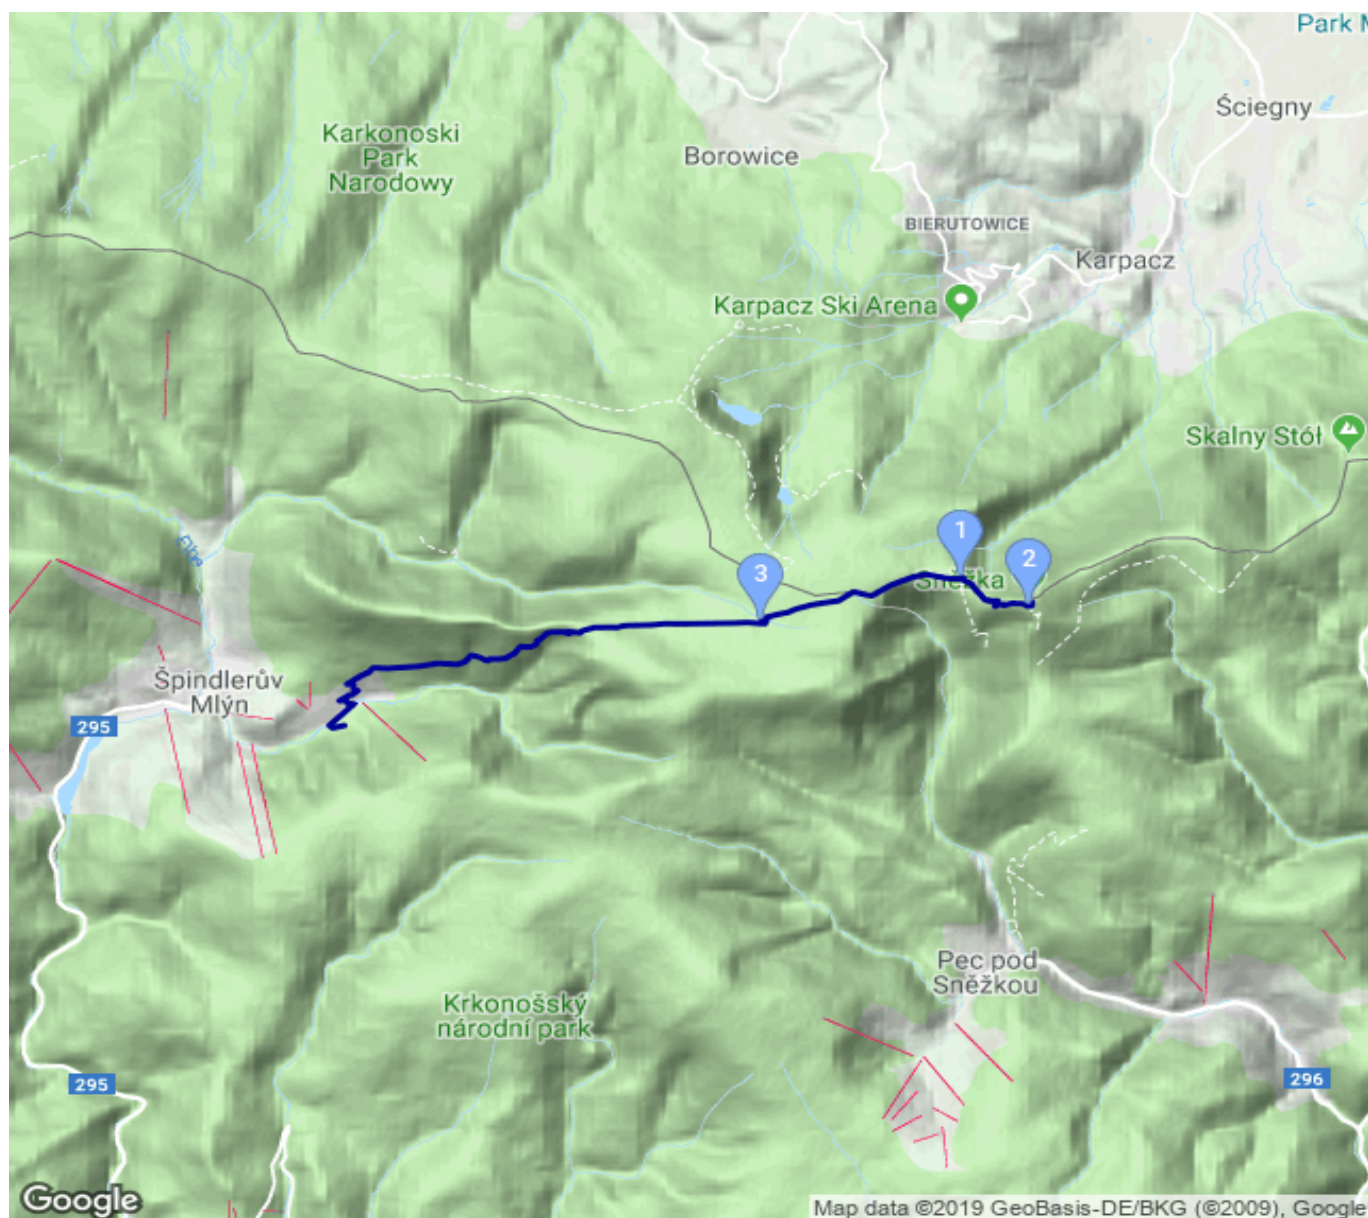 Park M
Ściegny
Karkonoski
Park
Narodowy
Borowice
BIERUTOWICE
Karpacz
Karpacz Ski Arena
Skalny Stół
Elbe
1
Sněžka
2
3
Špindlerův
Mlýn
295
Pec pod
Sněžkou
Krkonošský
národní park
295
296
Google
Map data ©2019 GeoBasis-DE/BKG (©2009), Google